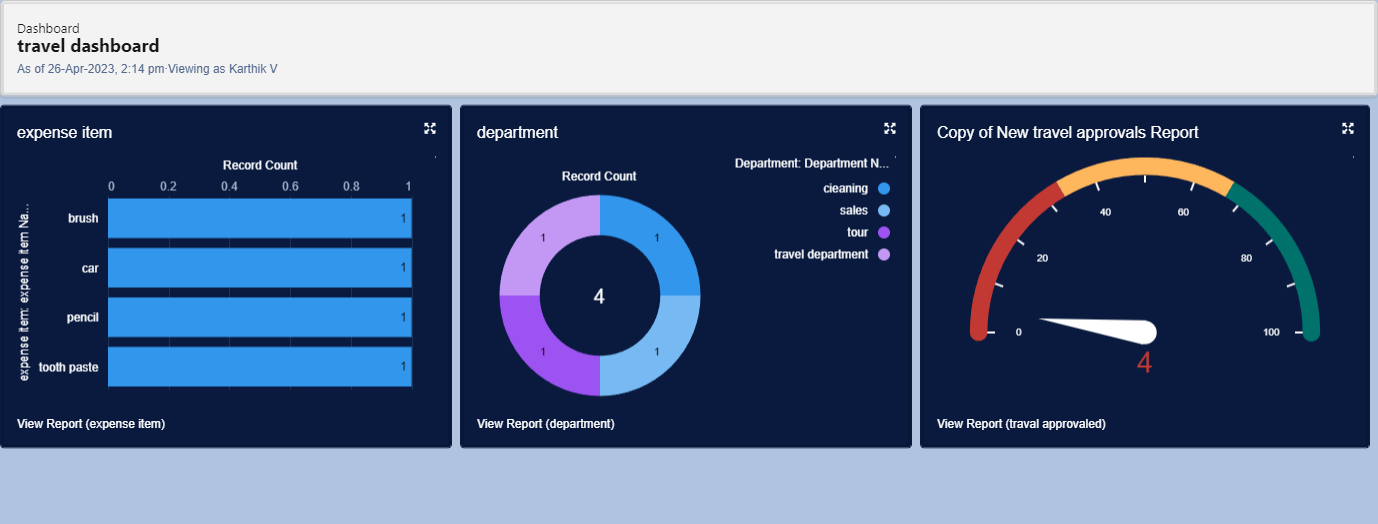 Dashboard
travel dashboard
As of 26-Apr-2023, 2:14 pm·Viewing as Karthik V
expense item
Record Count
0 0.2 0.4 0.6 0.8 1
expense item: expense item Na...
brush 1
car 1
pencil 1
tooth paste 1
View Report (expense item)
department
Record Count
Department: Department N...
cleaning
sales
tour
travel department
1 1
4
1 1
View Report (department)
Copy of New travel approvals Report
40 60
20 80
0 100
4
View Report (traval approvaled)